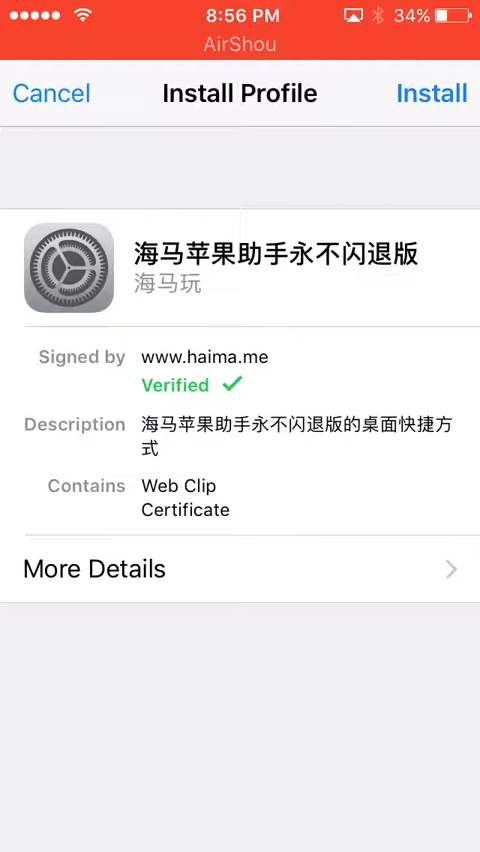 8:56 PM
34%
AirShou
Cancel
Install Profile
Install
海马苹果助手永不闪退版
海马玩
Signed by
www.haima.me
Verified
Description
海马苹果助手永不闪退版的桌面快捷方
式
Contains
Web Clip
Certificate
More Details